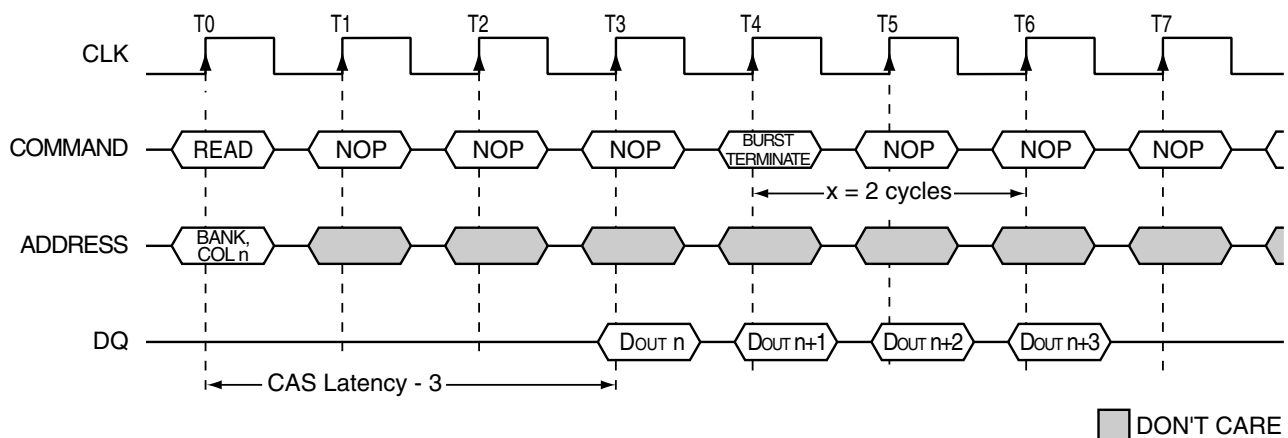 T0 T1 T2 T3 T4 T5 T6 T7
CLK
COMMAND READ NOP NOP NOP BURST TERMINATE NOP NOP NOP
x = 2 cycles
ADDRESS BANK, COL n
DQ DOUT n DOUT n+1 DOUT n+2 DOUT n+3
CAS Latency - 3
DON'T CARE